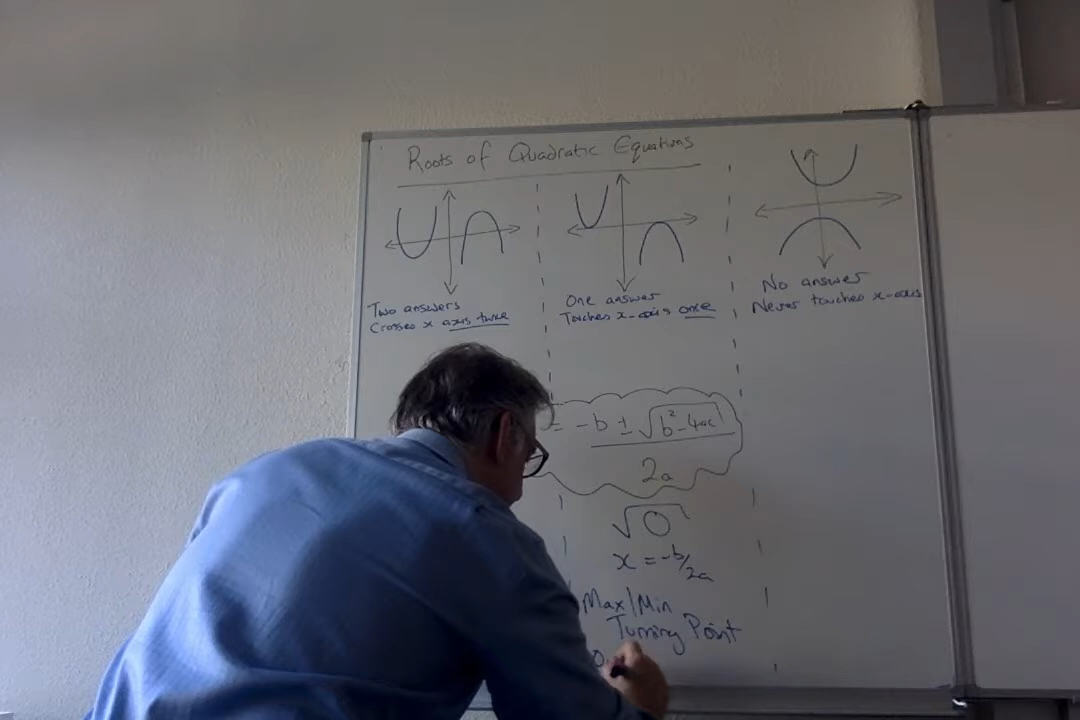 Roots of Quadratic Equations
Two answers
Crosses x axis twice
One answer
Touches x-axis once
No answer
Never touches x-axis
= -b ± √b²-4ac
2a
√0
x = -b/2a
Max/Min
Turning Point